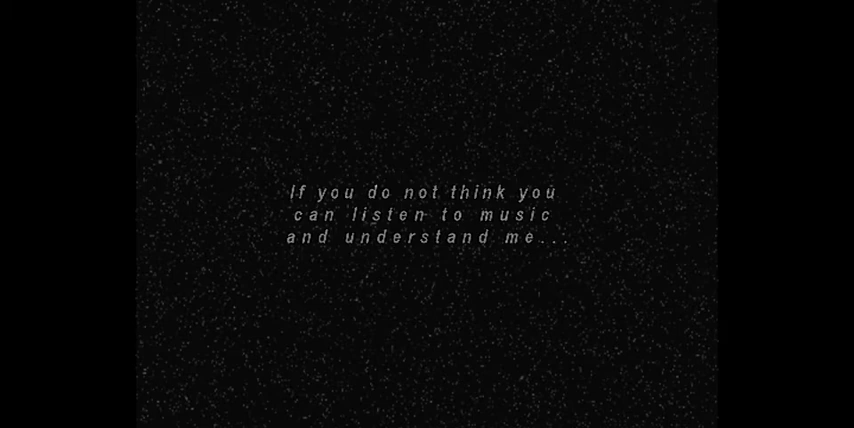 If you do not think you
can listen to music
and understand me...